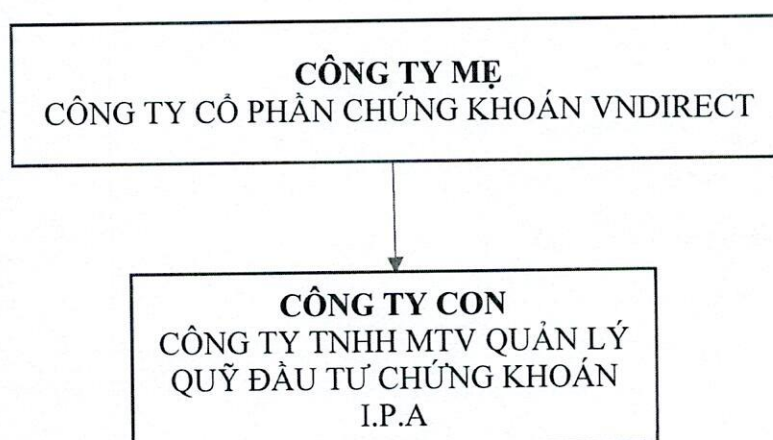 CÔNG TY MẸ
CÔNG TY CỔ PHẦN CHỨNG KHOÁN VNDIRECT
CÔNG TY CON
CÔNG TY TNHH MTV QUẢN LÝ
QUỸ ĐẦU TƯ CHỨNG KHOÁN
I.P.A